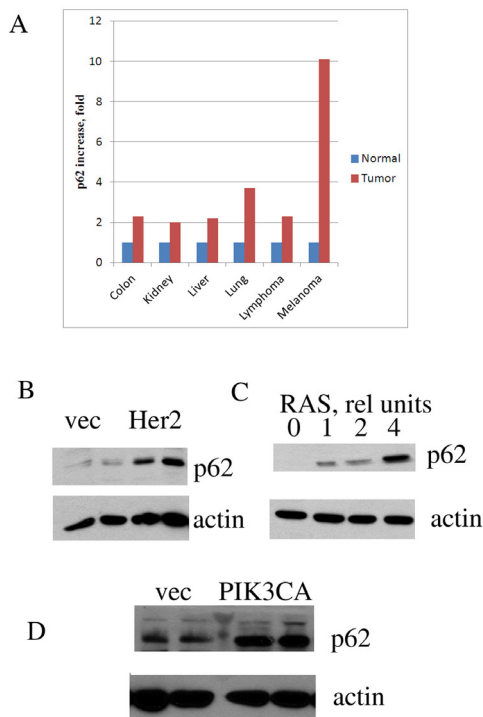 A
p62 increase, fold
12
10
8
6
4
2
0
Normal
Tumor
Colon
Kidney
Liver
Lung
Lymphoma
Melanoma
B
vec Her2
p62
actin
C
RAS, rel units
0 1 2 4
p62
actin
D
vec PIK3CA
p62
actin